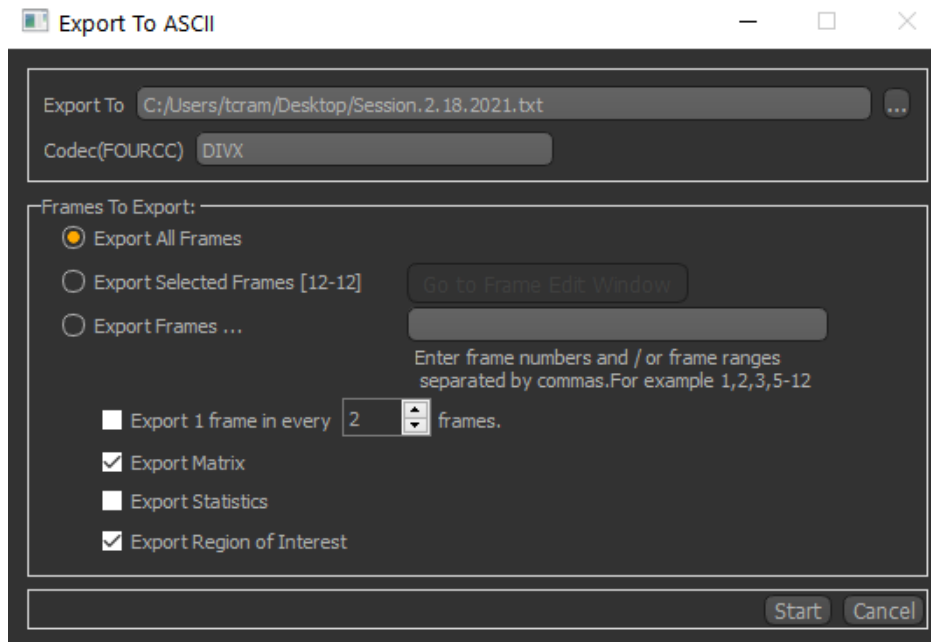 Export To ASCII
Export To C:/Users/tcram/Desktop/Session.2.18.2021.txt ...
Codec(FOURCC) DIVX
Frames To Export:
Export All Frames
Export Selected Frames [12-12] Go to Frame Edit Window
Export Frames ...
Enter frame numbers and / or frame ranges
separated by commas.For example 1,2,3,5-12
Export 1 frame in every 2 frames.
Export Matrix
Export Statistics
Export Region of Interest
Start Cancel